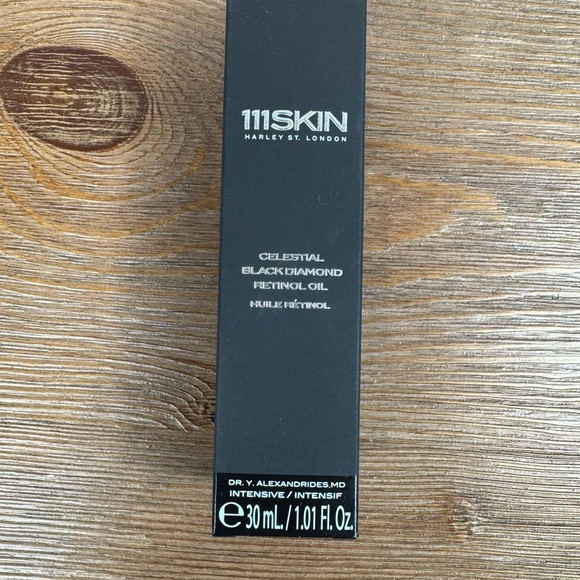 111SKIN
HARLEY ST. LONDON
CELESTIAL
BLACK DIAMOND
RETINOL OIL
HUILE RÉTINOL
DR. Y. ALEXANDRIDES,MD
INTENSIVE / INTENSIF
℮30 mL. / 1.01 Fl. Oz.